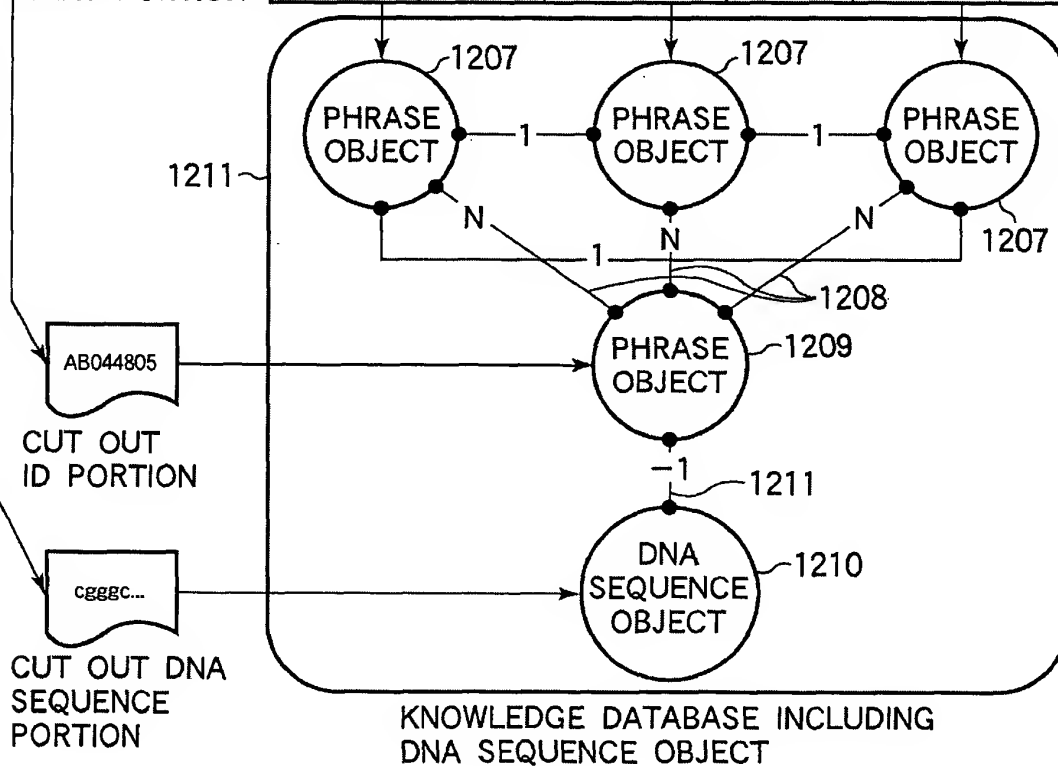 1207
1207
PHRASE
OBJECT
1
PHRASE
OBJECT
1
PHRASE
OBJECT
1211
N
N
N
1207
1
1208
AB044805
PHRASE
OBJECT
1209
CUT OUT
ID PORTION
-1
1211
cgggc...
DNA
SEQUENCE
OBJECT
1210
CUT OUT DNA
SEQUENCE
PORTION
KNOWLEDGE DATABASE INCLUDING
DNA SEQUENCE OBJECT